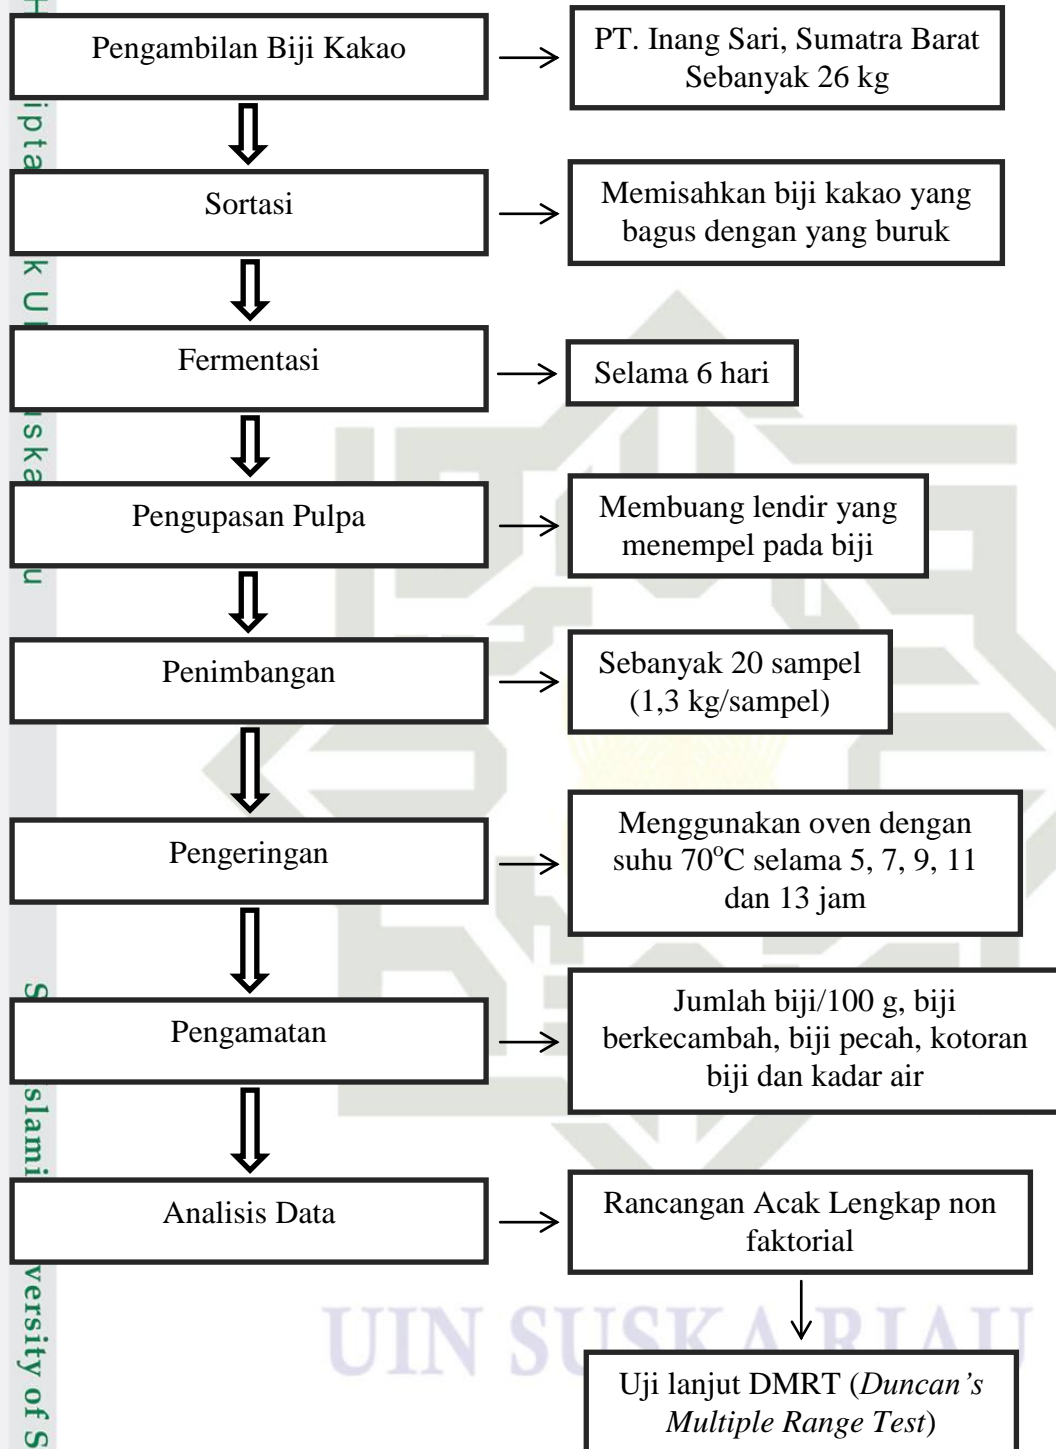 Pengambilan Biji Kakao
PT. Inang Sari, Sumatra Barat
Sebanyak 26 kg
Sortasi
Memisahkan biji kakao yang
bagus dengan yang buruk
Fermentasi
Selama 6 hari
Pengupasan Pulpa
Membuang lendir yang
menempel pada biji
Penimbangan
Sebanyak 20 sampel
(1,3 kg/sampel)
Pengeringan
Menggunakan oven dengan
suhu 70°C selama 5, 7, 9, 11
dan 13 jam
Pengamatan
Jumlah biji/100 g, biji
berkecambah, biji pecah, kotoran
biji dan kadar air
Analisis Data
Rancangan Acak Lengkap non
faktorial
UIN SUSKA RIAU
Uji lanjut DMRT (Duncan’s
Multiple Range Test)